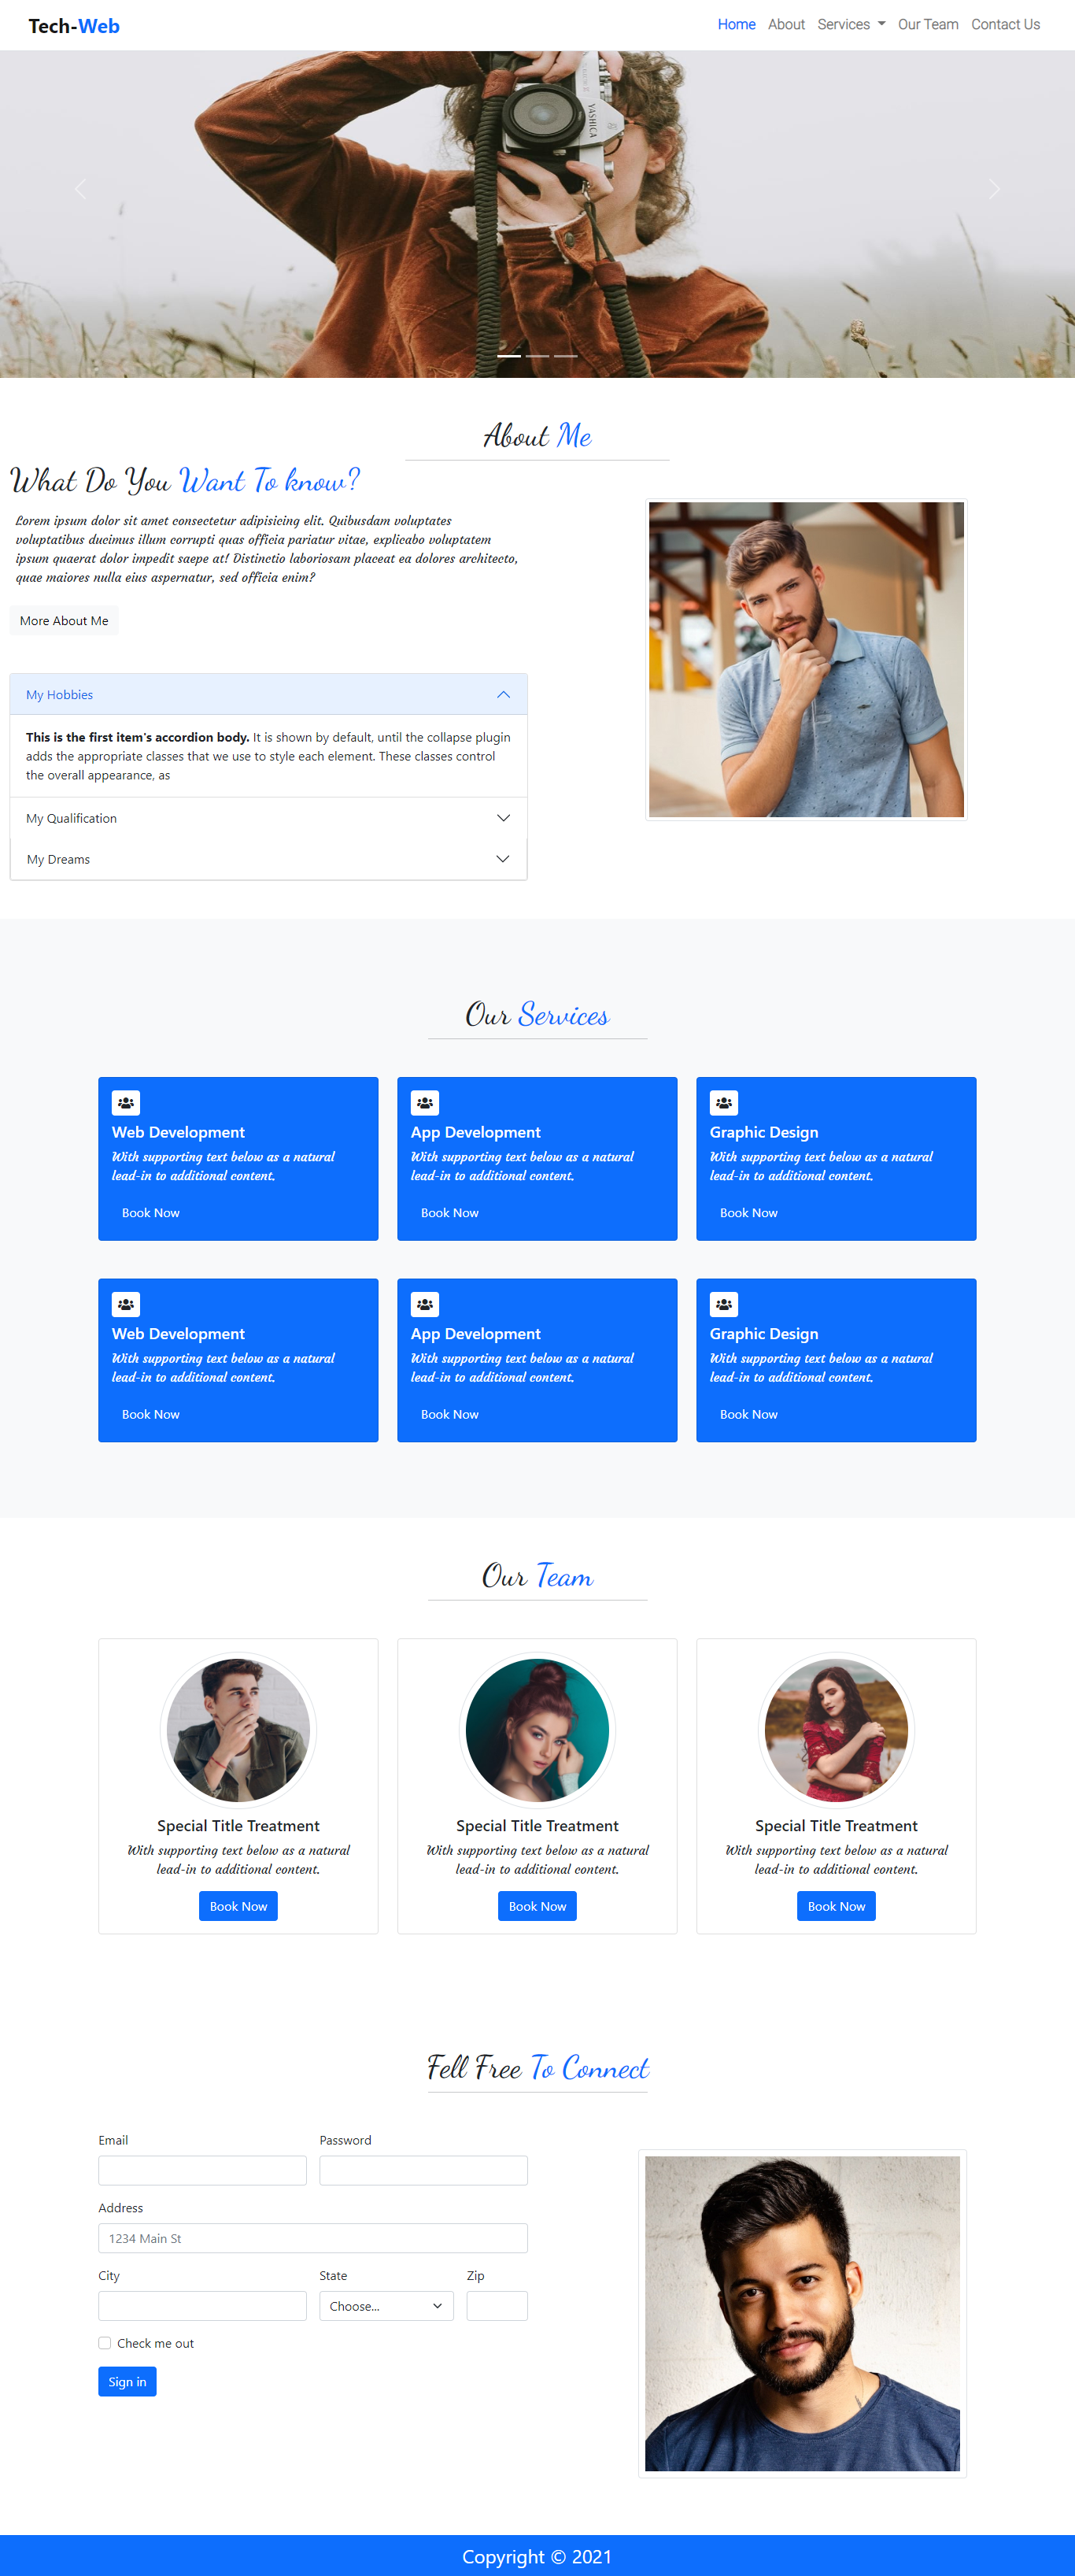 Tech-Web
Home About Services Our Team Contact Us
YASHICA
About Me
What Do You Want To know?
Lorem ipsum dolor sit amet consectetur adipisicing elit. Quibusdam voluptates
voluptatibus ducimus illum corrupti quas officia pariatur vitae, explicabo voluptatem
ipsum quaerat dolor impedit saepe at! Distinctio laboriosam placeat ea dolores architecto,
quae maiores nulla eius aspernatur, sed officia enim?
More About Me
My Hobbies
This is the first item's accordion body. It is shown by default, until the collapse plugin
adds the appropriate classes that we use to style each element. These classes control
the overall appearance, as
My Qualification
My Dreams
Our Services
Web Development
With supporting text below as a natural
lead-in to additional content.
Book Now
App Development
With supporting text below as a natural
lead-in to additional content.
Book Now
Graphic Design
With supporting text below as a natural
lead-in to additional content.
Book Now
Web Development
With supporting text below as a natural
lead-in to additional content.
Book Now
App Development
With supporting text below as a natural
lead-in to additional content.
Book Now
Graphic Design
With supporting text below as a natural
lead-in to additional content.
Book Now
Our Team
Special Title Treatment
With supporting text below as a natural
lead-in to additional content.
Book Now
Special Title Treatment
With supporting text below as a natural
lead-in to additional content.
Book Now
Special Title Treatment
With supporting text below as a natural
lead-in to additional content.
Book Now
Fell Free To Connect
Email Password
Address
1234 Main St
City State Zip
Choose...
Check me out
Sign in
Copyright © 2021